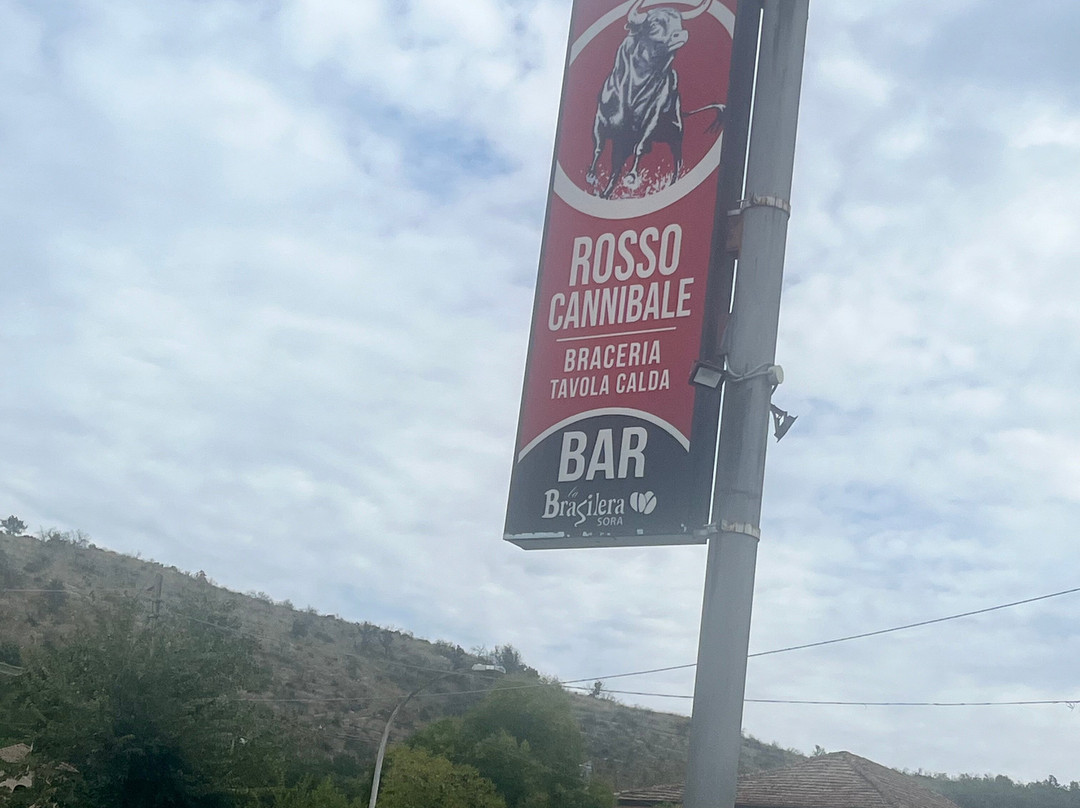 ROSSO
CANNIBALE
BRACERIA
TAVOLA CALDA
BAR
la
Brasilera
SORA